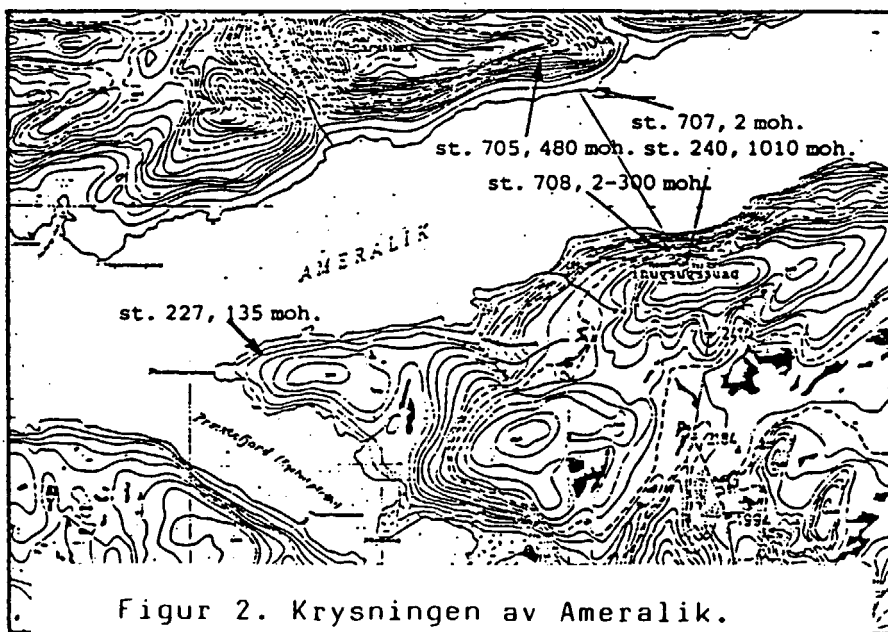 st. 707, 2 moh.
st. 705, 480 moh. st. 240, 1010 moh.
st. 708, 2-300 moh.
AMERALIK
st. 227, 135 moh.
Figur 2. Krysningen av Ameralik.